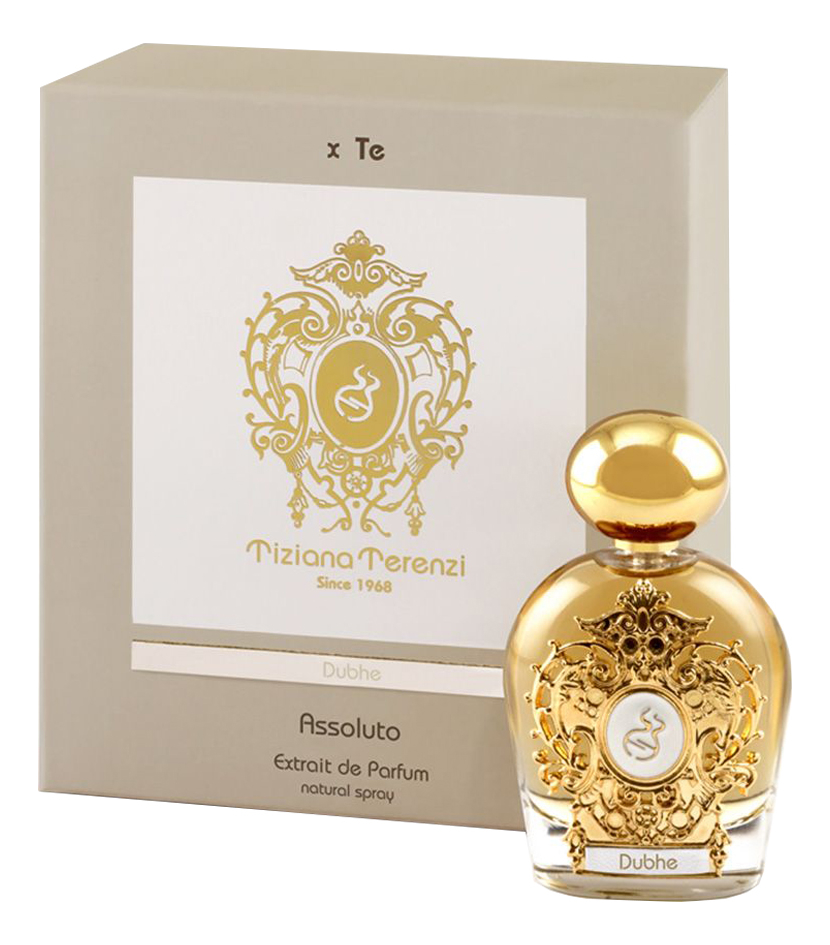 x Te
Tiziana Terenzi
Since 1968
Dubhe
Assoluto
Extrait de Parfum
natural spray
Dubhe